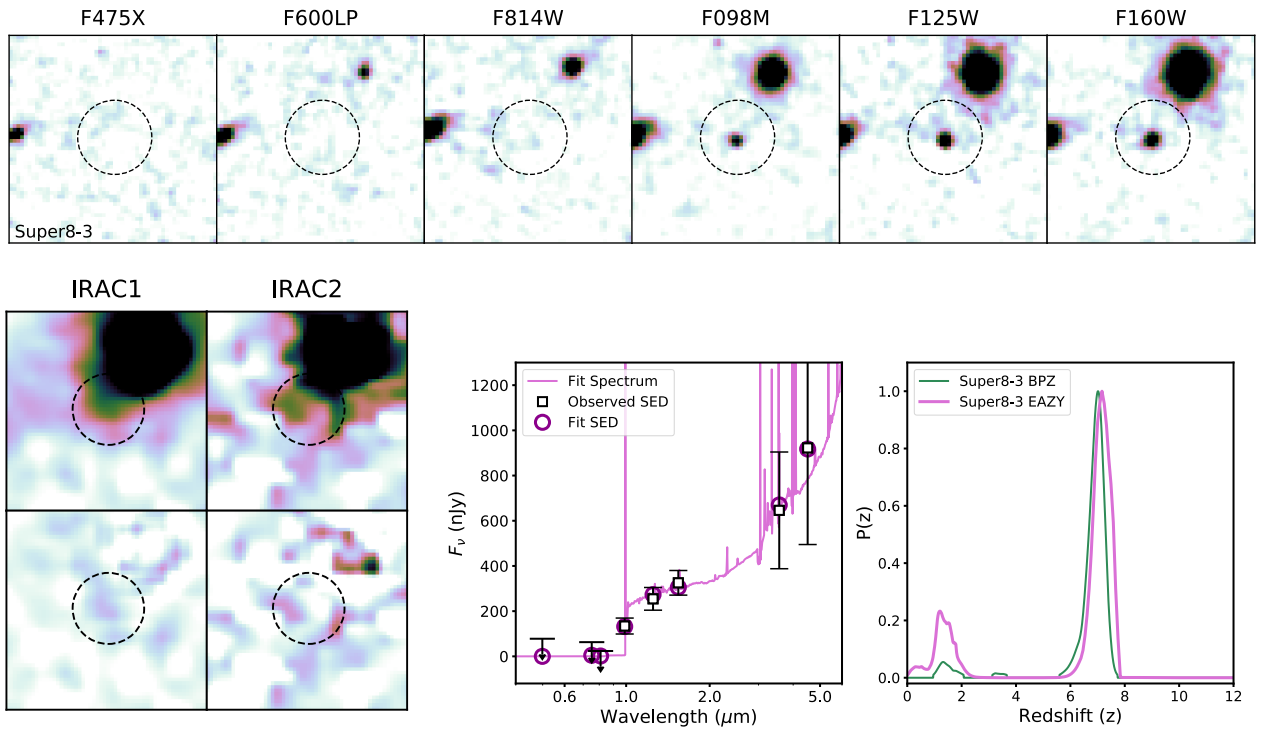 F475X F600LP F814W F098M F125W F160W
Super8-3
IRAC1 IRAC2
Fit Spectrum
Observed SED
Fit SED
1200
1000
800
600
400
200
0
Fν (nJy)
0.6 1.0 2.0 5.0
Wavelength (μm)
Super8-3 BPZ
Super8-3 EAZY
1.0
0.8
0.6
0.4
0.2
0.0
P(z)
0 2 4 6 8 10 12
Redshift (z)